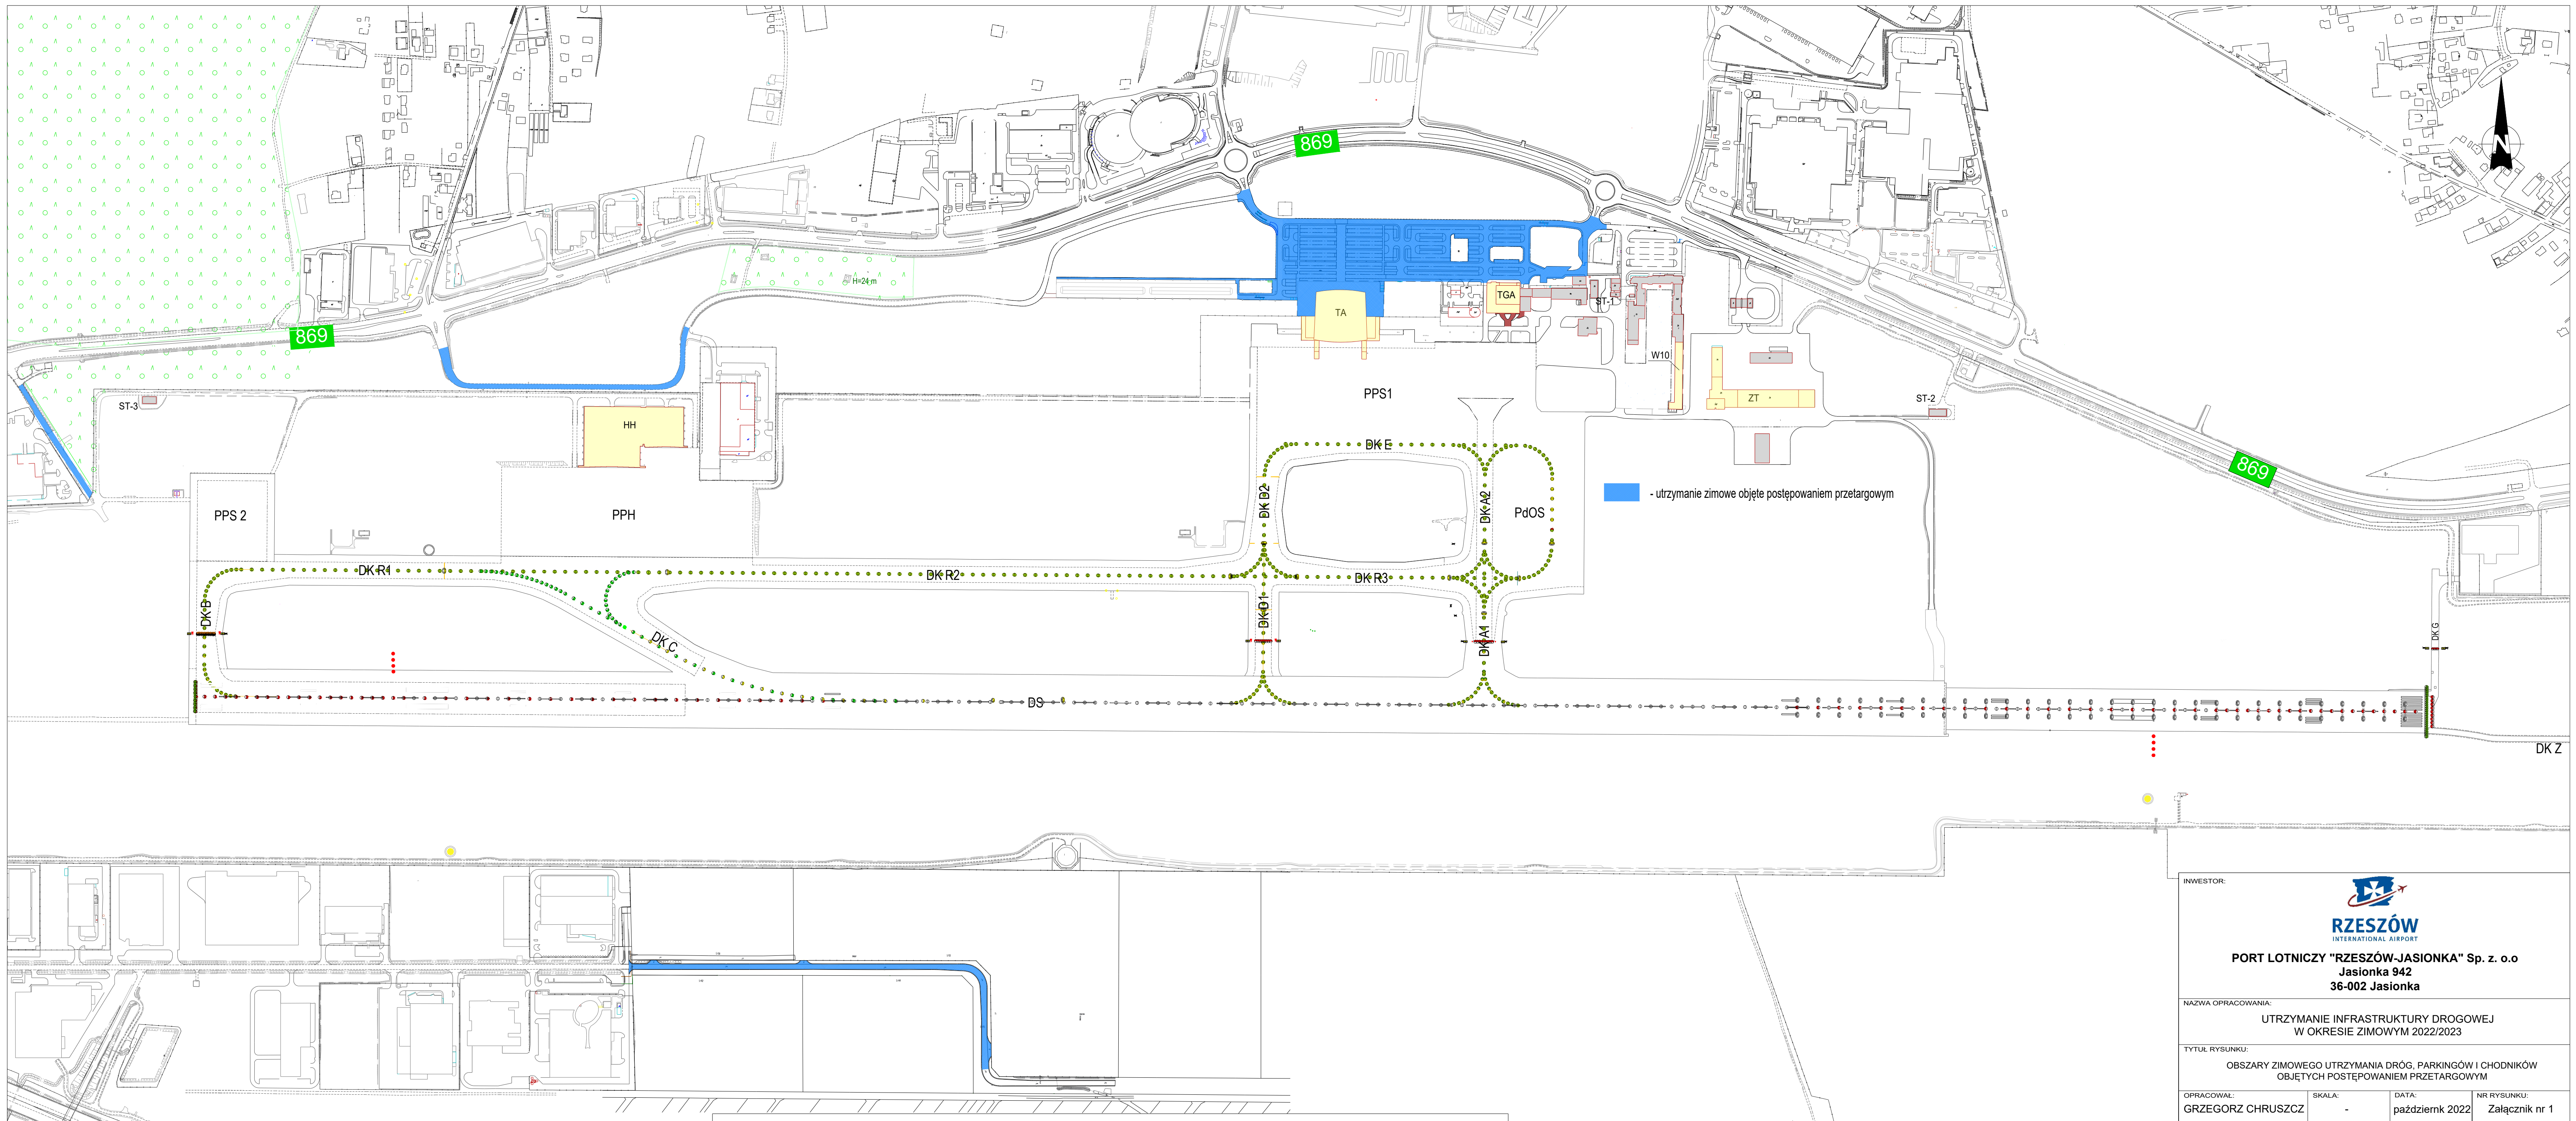 869
869
H=24 m
TGA
ST-1
TA
W10
PPS1
ZT
ST-2
ST-3
HH
DK E
869
DK D2
DK A2
PdOS
- utrzymanie zimowe objęte postępowaniem przetargowym
PPS 2
PPH
DK R1
DK R2
DK R3
DK B
DK C
DK D1
DK A1
DK G
DS
DK Z
N
INWESTOR:
RZESZÓW
INTERNATIONAL AIRPORT
PORT LOTNICZY "RZESZÓW-JASIONKA" Sp. z. o.o
Jasionka 942
36-002 Jasionka
NAZWA OPRACOWANIA:
UTRZYMANIE INFRASTRUKTURY DROGOWEJ
W OKRESIE ZIMOWYM 2022/2023
TYTUŁ RYSUNKU:
OBSZARY ZIMOWEGO UTRZYMANIA DRÓG, PARKINGÓW I CHODNIKÓW
OBJĘTYCH POSTĘPOWANIEM PRZETARGOWYM
OPRACOWAŁ:
GRZEGORZ CHRUSZCZ
SKALA:
-
DATA:
październk 2022
NR RYSUNKU:
Załącznik nr 1